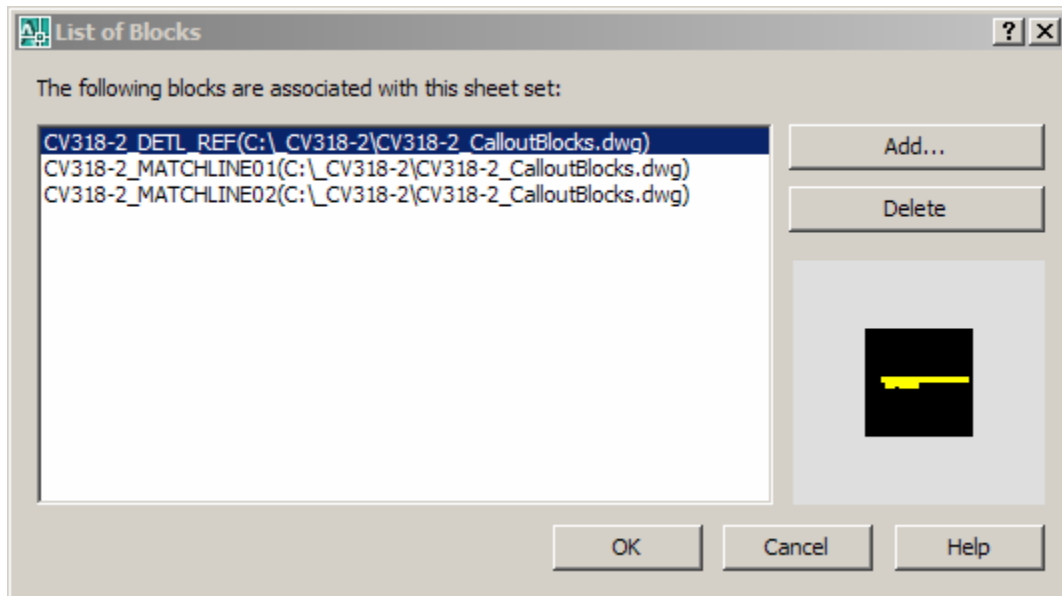 List of Blocks
The following blocks are associated with this sheet set:
CV318-2_DETL_REF(C:\_CV318-2\CV318-2_CalloutBlocks.dwg)
CV318-2_MATCHLINE01(C:\_CV318-2\CV318-2_CalloutBlocks.dwg)
CV318-2_MATCHLINE02(C:\_CV318-2\CV318-2_CalloutBlocks.dwg)
Add...
Delete
OK
Cancel
Help